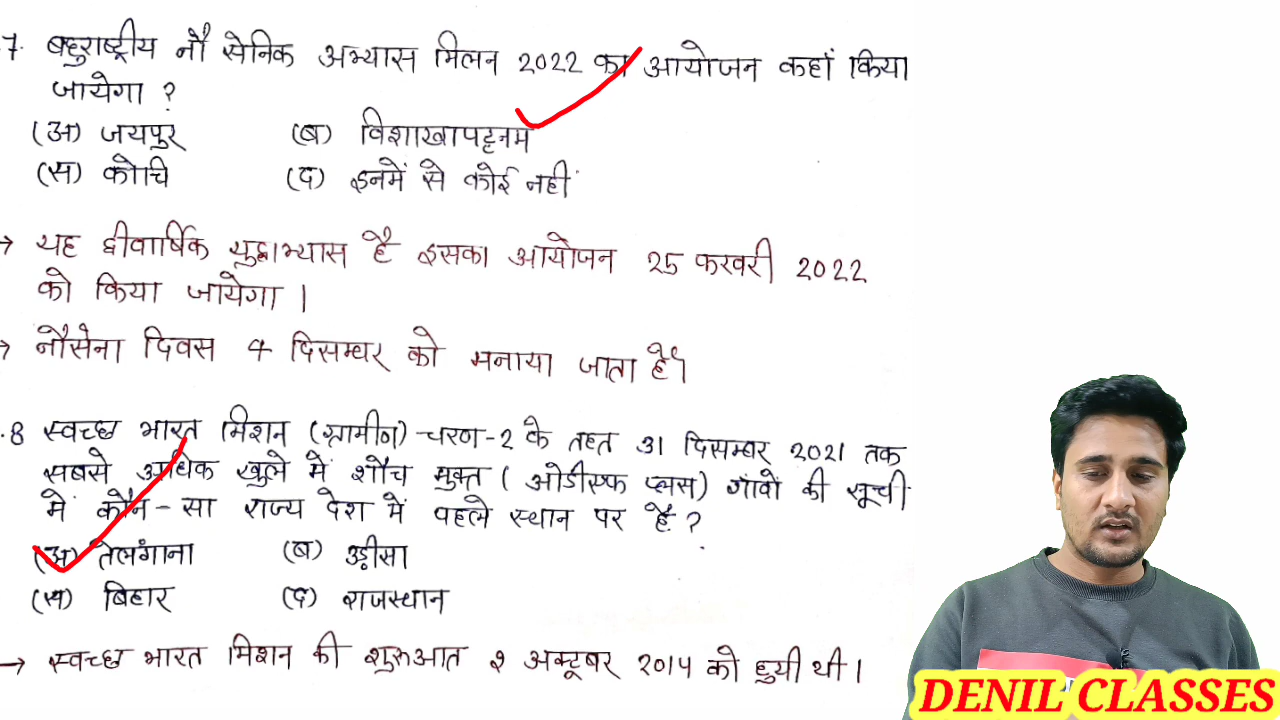 7. बहुराष्ट्रीय नौ सेनिक अभ्यास मिलन 2022 का आयोजन कहां किया
जायेगा ?
(अ) जयपुर (ब) विशाखापट्टनम
(स) कोचि (द) इनमें से कोई नही
→ यह द्वीवार्षिक युद्धाभ्यास है इसका आयोजन 25 फरवरी 2022
को किया जायेगा ।
→ नौसेना दिवस 4 दिसम्बर को मनाया जाता है।
.8 स्वच्छ भारत मिशन (ग्रामीण) -चरण-2 के तहत 31 दिसम्बर 2021 तक
सबसे अधिक खुले में शौच मुक्त ( ओडीएफ प्लस) गांवों की सूची
में कौन-सा राज्य देश में पहले स्थान पर है ?
(अ) तेलंगाना (ब) उड़ीसा
(स) बिहार (द) राजस्थान
→ स्वच्छ भारत मिशन की शुरूआत 2 अक्टूबर 2014 को हुयी थी ।
DENIL CLASSES